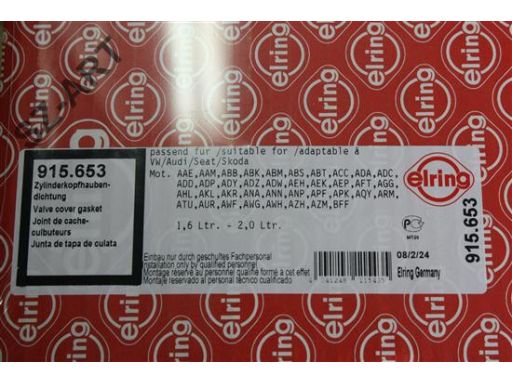 SZ-ART
elring
915.653
Zylinderkopfhauben-
dichtung
Valve cover gasket
Joint de cache-
culbuteurs
Junta de tapa de culata
passend für /suitable for /adaptable à
VW/Audi/Seat/Skoda
Mot. AAE, AAM, ABB, ABK, ABM, ABS, ABT, ACC, ADA, ADC,
ADD, ADP, ADY, ADZ, ADW, AEH, AEK, AEP, AFT, AGG,
AHL, AKL, AKR, ANA, ANN, ANP, APK, AQY, ARM,
ATU, AUR, AWF, AWG, AWH, AZH, AZM, BFF
1,6 Ltr. - 2,0 Ltr.
Einbau nur durch geschultes Fachpersonal
Installation only by qualified personnel
Montage réservé au personnel qualifié formé à cet effet
Montaje reservado al personal técnico cualificado
elring
PC
08/2/24
Elring Germany
915.653